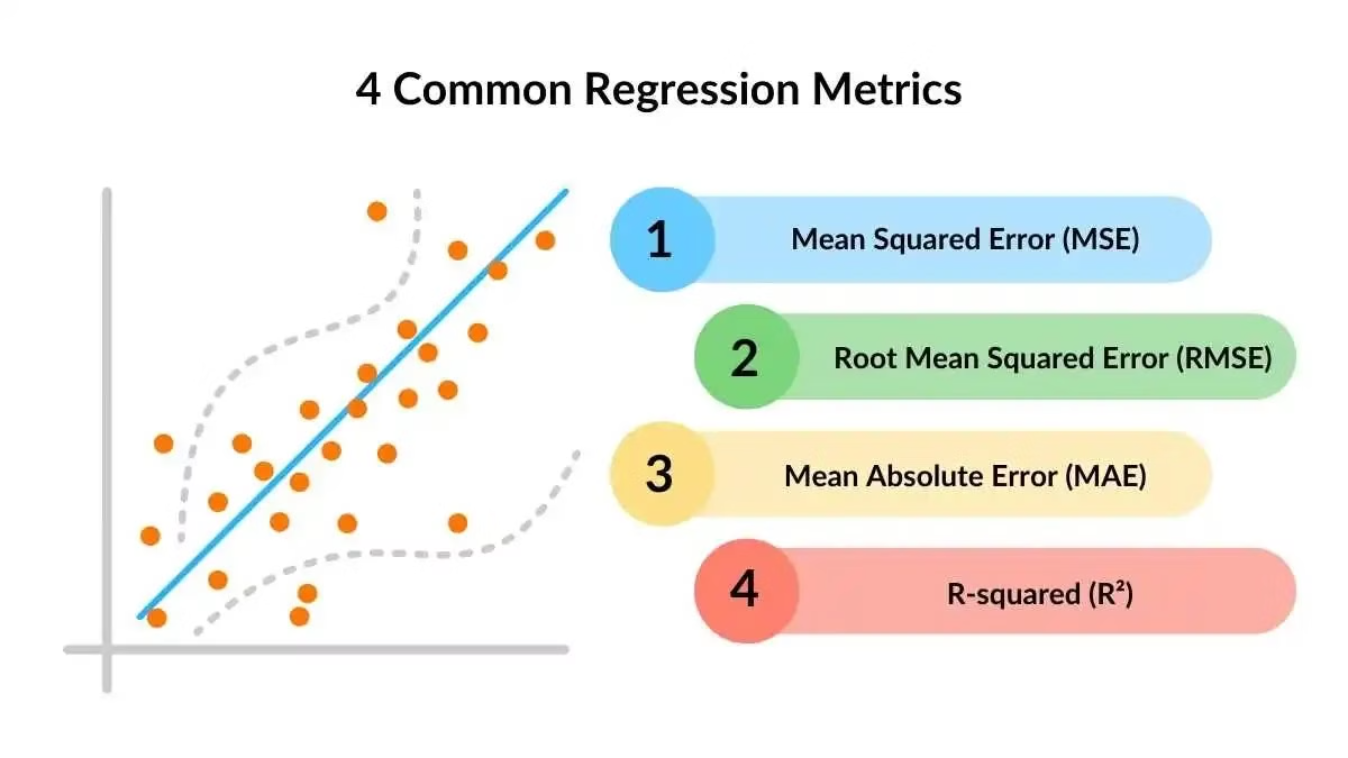 4 Common Regression Metrics
1
Mean Squared Error (MSE)
2
Root Mean Squared Error (RMSE)
3
Mean Absolute Error (MAE)
4
R-squared (R²)